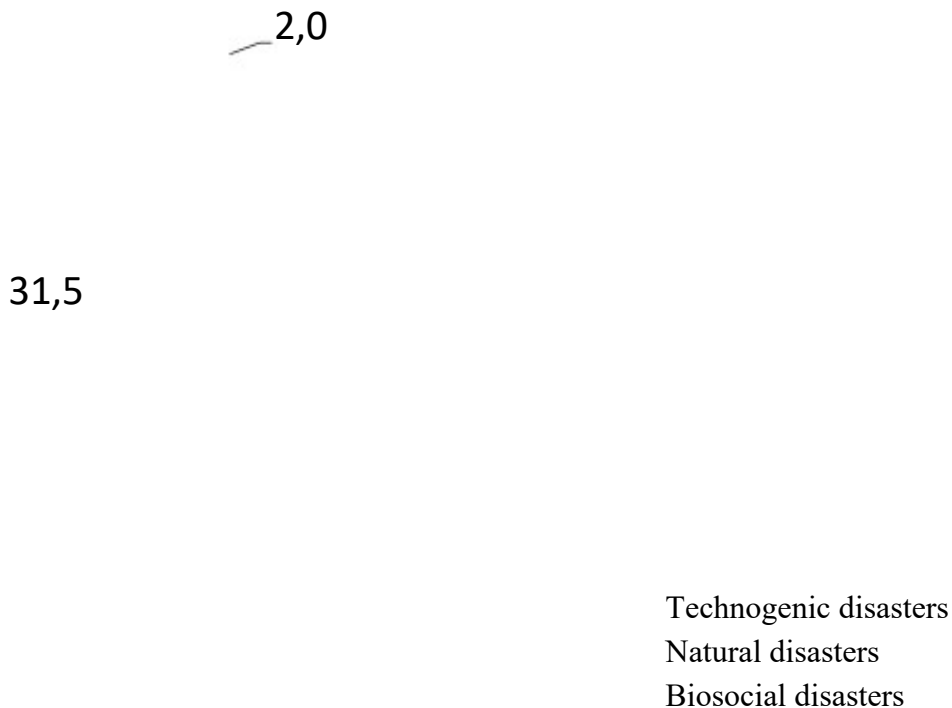 2,0
31,5
Technogenic disasters
Natural disasters
Biosocial disasters